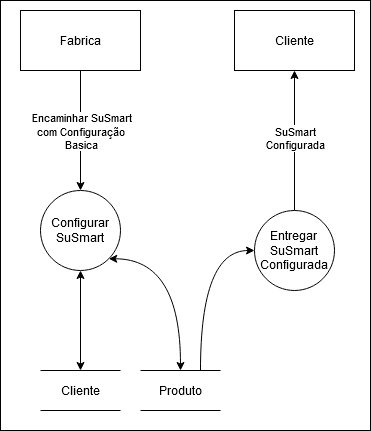 Fabrica
Cliente
Encaminhar SuSmart
com Configuração
Basica
SuSmart
Configurada
Configurar
SuSmart
Entregar
SuSmart
Configurada
Cliente
Produto